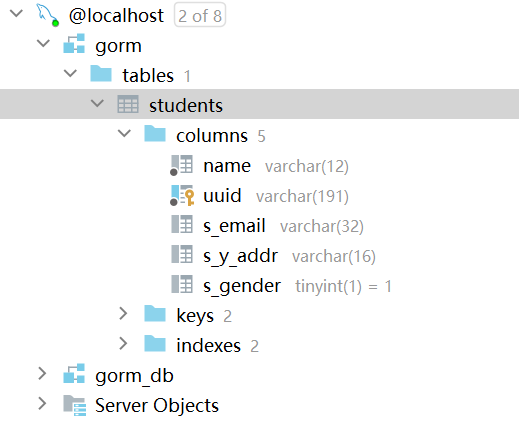 @localhost 2 of 8
gorm
tables 1
students
columns 5
name varchar(12)
uuid varchar(191)
s_email varchar(32)
s_y_addr varchar(16)
s_gender tinyint(1) = 1
keys 2
indexes 2
gorm_db
Server Objects